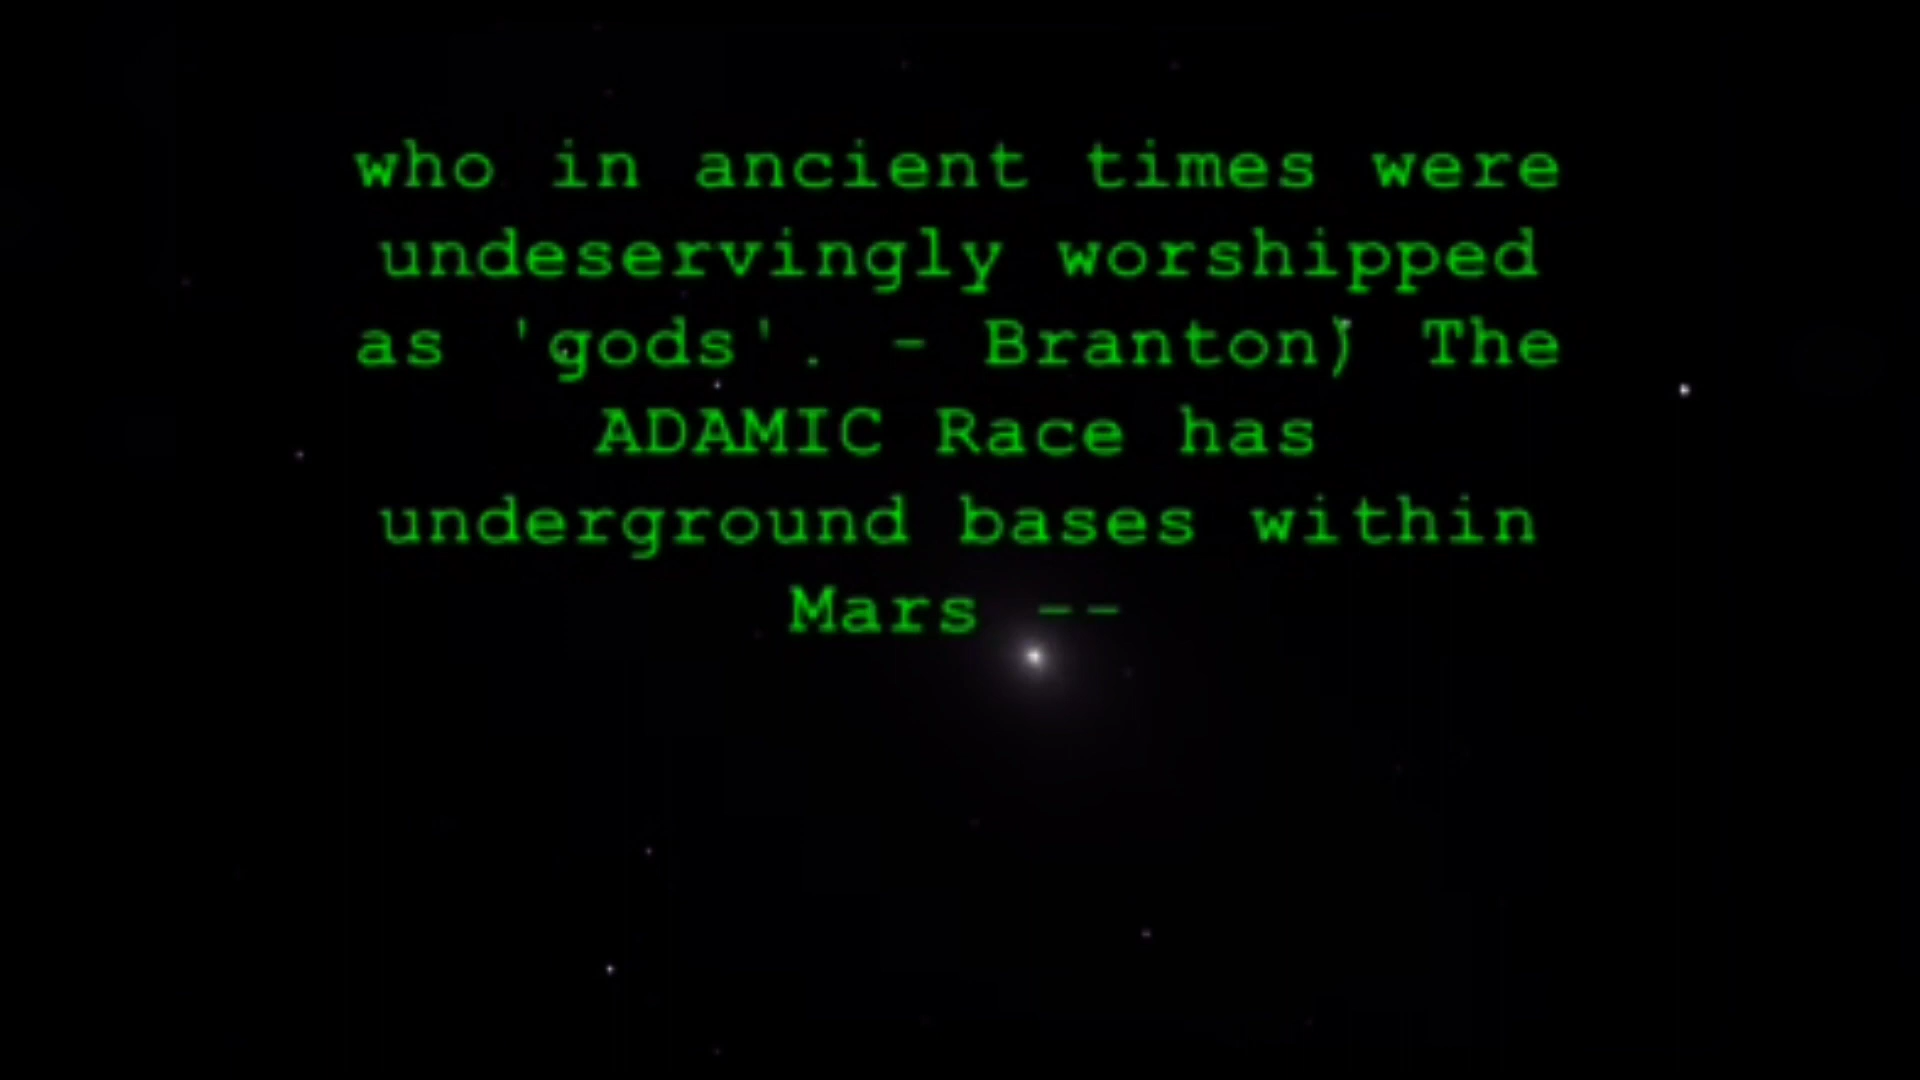 who in ancient times were
undeservingly worshipped
as 'gods'. - Branton) The
ADAMIC Race has
underground bases within
Mars --